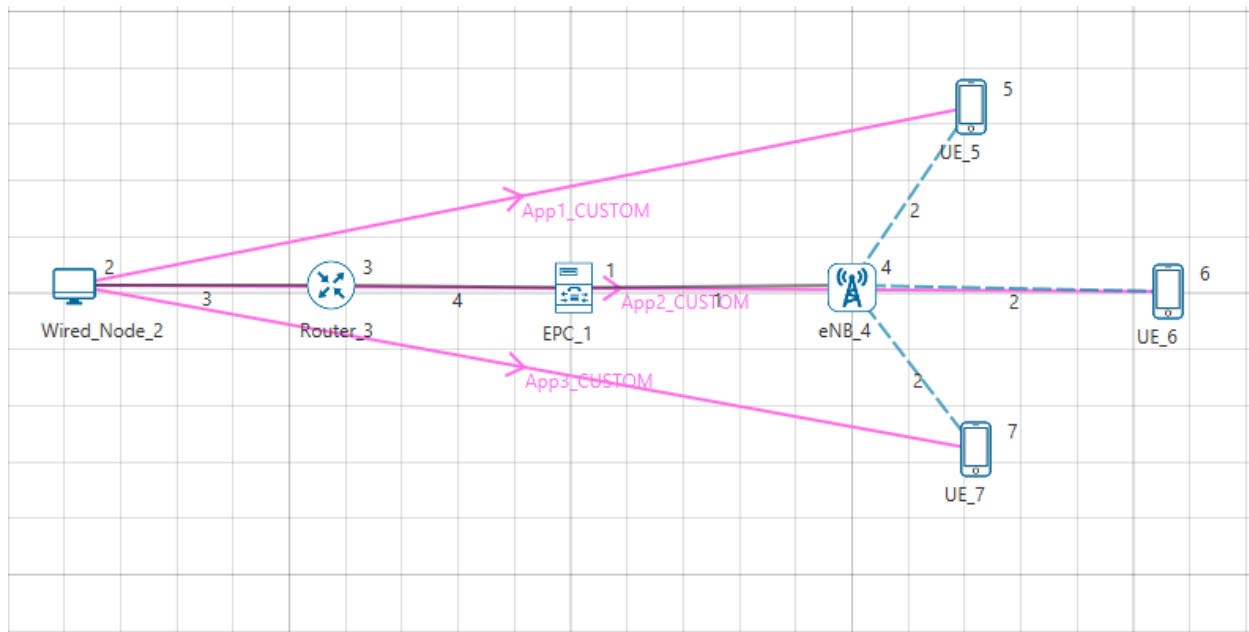 5
UE_5
2
App1_CUSTOM
2
3
1
4
6
3
4
App2_CUSTOM
1
2
Wired_Node_2
Router_3
EPC_1
eNB_4
UE_6
App3_CUSTOM
2
7
UE_7